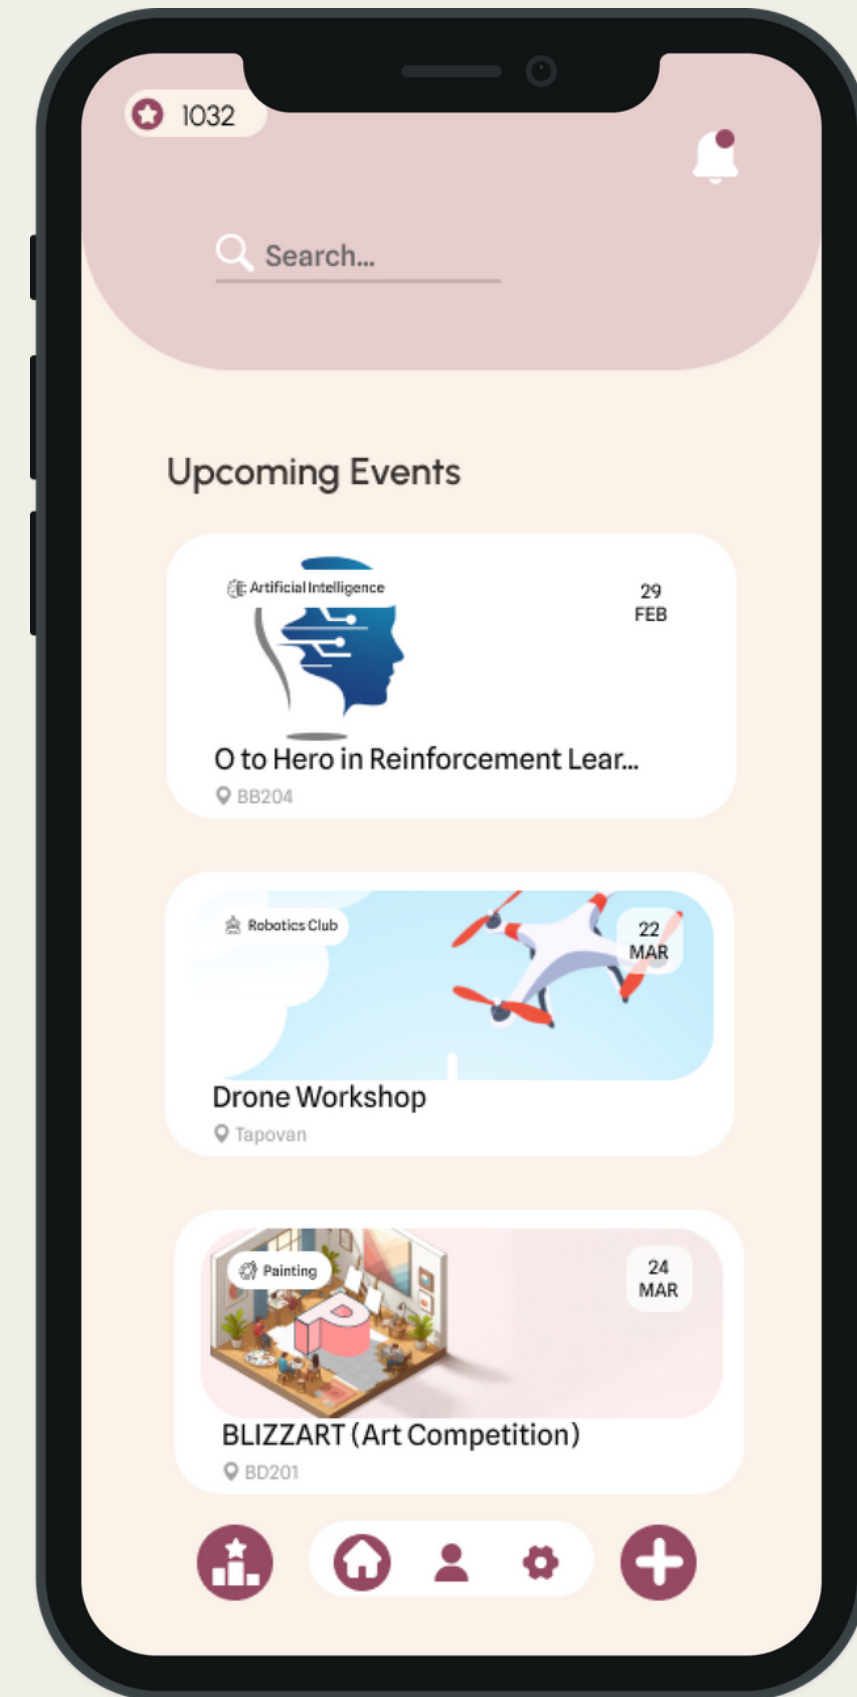 1032
Search...
Upcoming Events
Artificial Intelligence
29
FEB
O to Hero in Reinforcement Lear...
BB204
Robotics Club
22
MAR
Drone Workshop
Tapovan
Painting
24
MAR
P
BLIZZART (Art Competition)
BD201